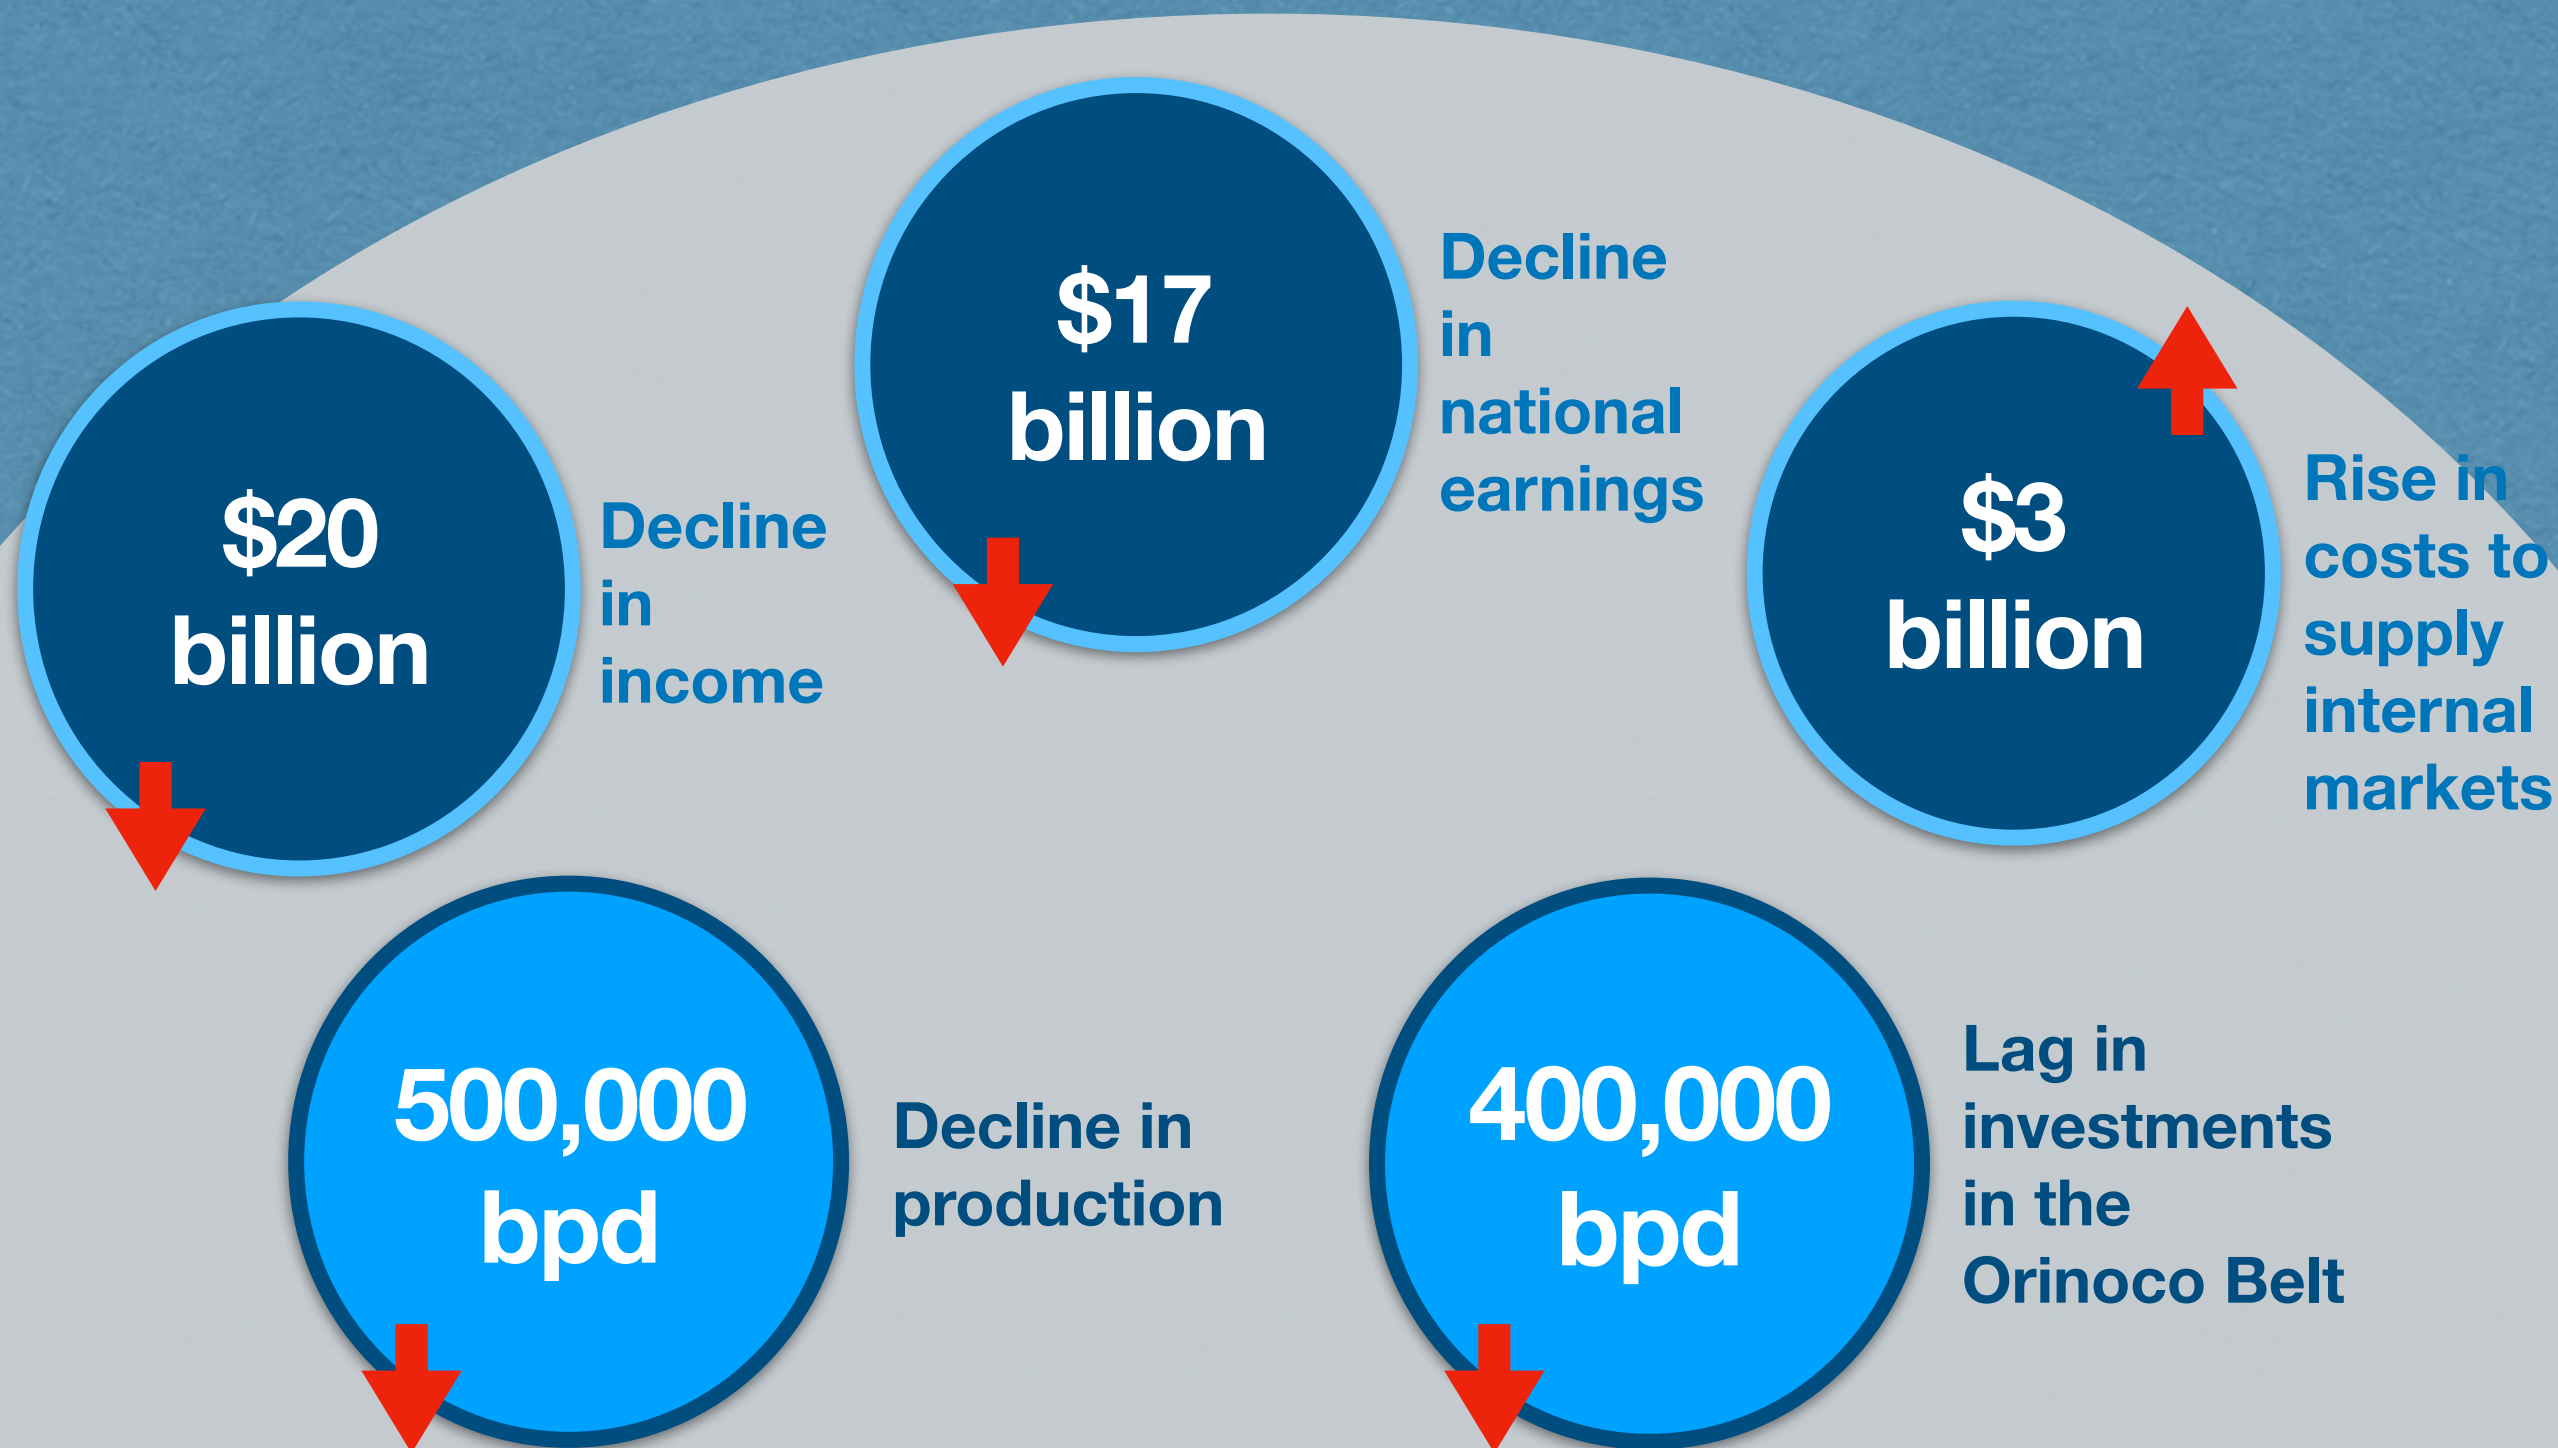 $20
billion
Decline
in
income
$17
billion
Decline
in
national
earnings
$3
billion
Rise in
costs to
supply
internal
markets
500,000
bpd
Decline in
production
400,000
bpd
Lag in
investments
in the
Orinoco Belt